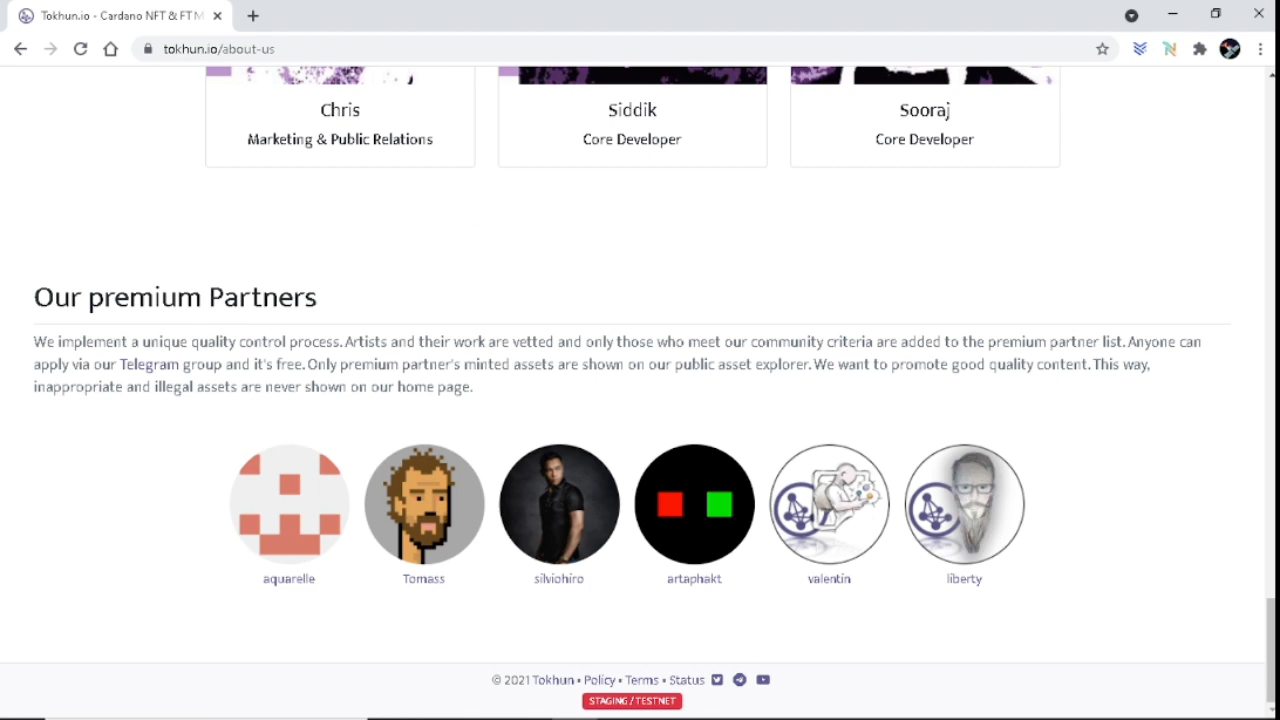 Tokhun.io - Cardano NFT & FT M
tokhun.io/about-us
Chris
Marketing & Public Relations
Siddik
Core Developer
Sooraj
Core Developer
Our premium Partners
We implement a unique quality control process. Artists and their work are vetted and only those who meet our community criteria are added to the premium partner list. Anyone can
apply via our Telegram group and it's free. Only premium partner's minted assets are shown on our public asset explorer. We want to promote good quality content. This way,
inappropriate and illegal assets are never shown on our home page.
aquarelle
Tomass
silviohiro
artaphakt
valentin
liberty
© 2021 Tokhun • Policy • Terms • Status
STAGING / TESTNET